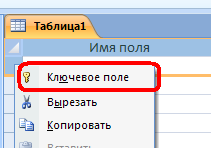 Таблица1
Имя поля
Ключевое поле
Вырезать
Копировать